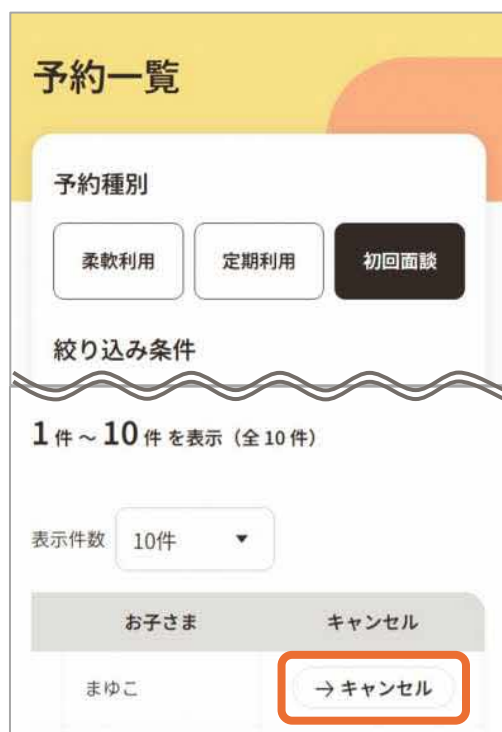 予約一覧
予約種別
柔軟利用 定期利用 初回面談
絞り込み条件
1件～10件を表示（全10件）
表示件数 10件
お子さま キャンセル
まゆこ →キャンセル